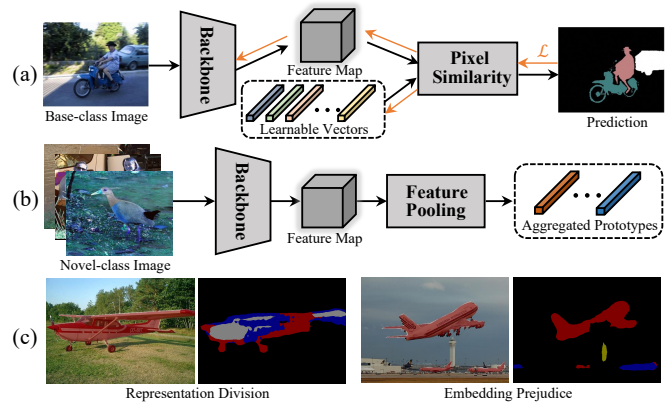 (a)
Base-class Image
Backbone
Feature Map
Learnable Vectors
Pixel
Similarity
ℒ
Prediction
(b)
Novel-class Image
Backbone
Feature Map
Feature
Pooling
Aggregated Prototypes
(c)
Representation Division
Embedding Prejudice